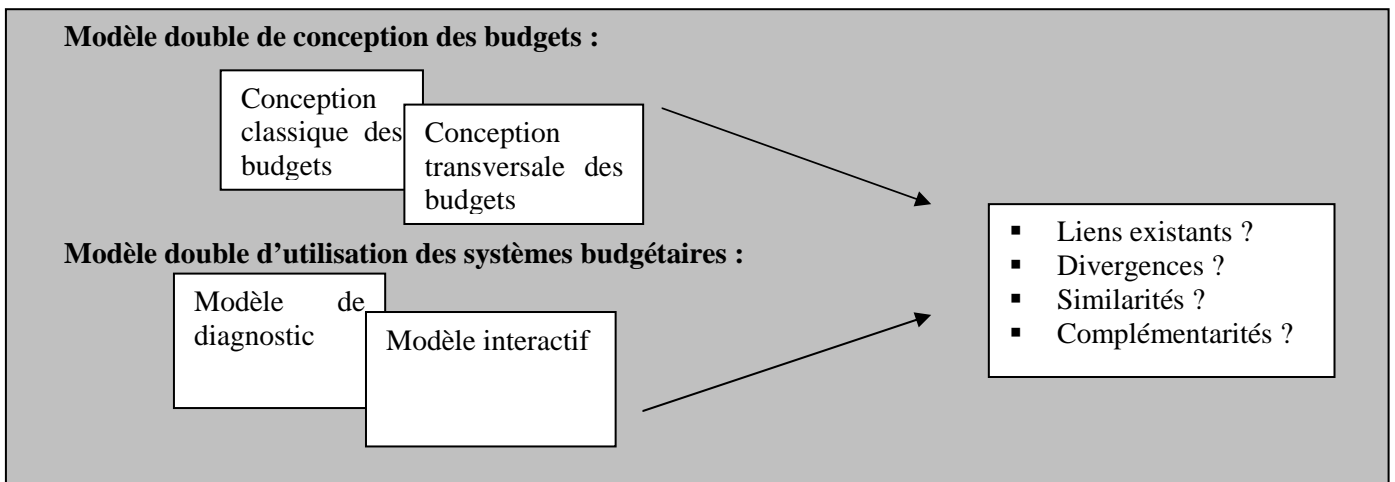 Modèle double de conception des budgets :
Conception
classique des
budgets
Conception
transversale des
budgets
Modèle double d’utilisation des systèmes budgétaires :
Modèle de
diagnostic
Modèle interactif
▪ Liens existants ?
▪ Divergences ?
▪ Similarités ?
▪ Complémentarités ?